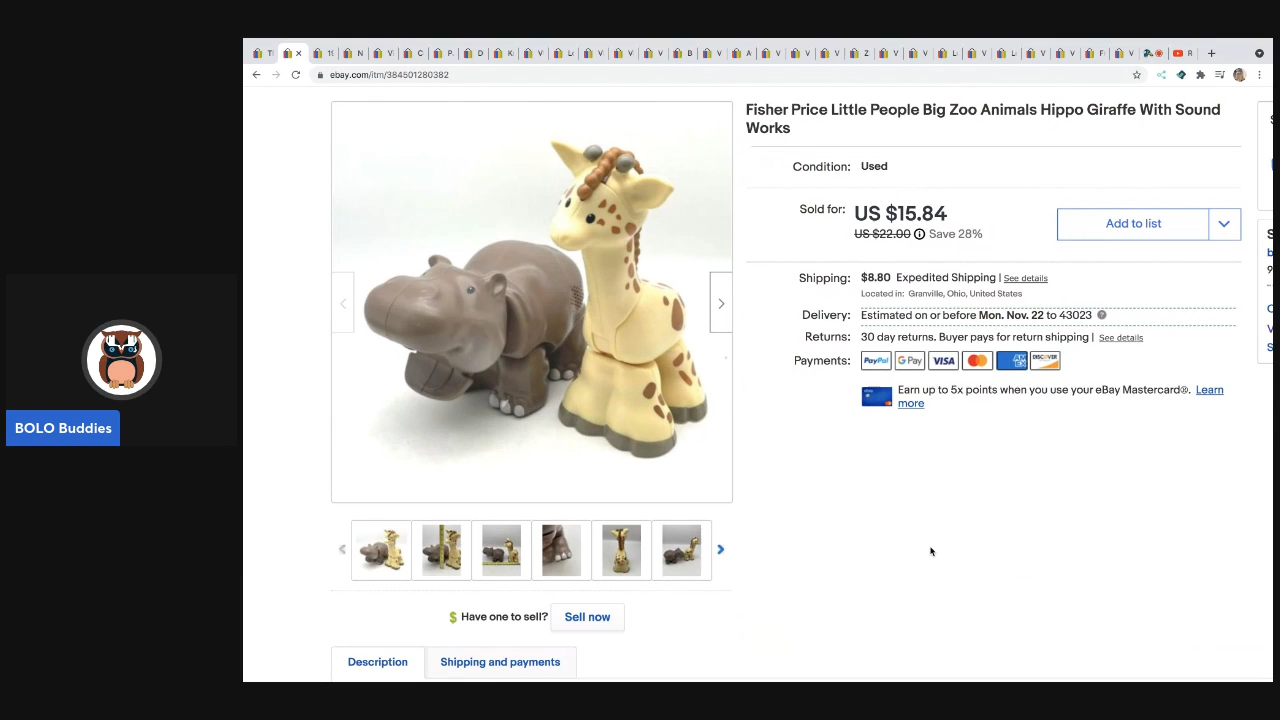 ebay.com/itm/384501280382
Fisher Price Little People Big Zoo Animals Hippo Giraffe With Sound
Works
Condition: Used
Sold for: US $15.84
US $22.00 Save 28%
Add to list
Shipping: $8.80 Expedited Shipping | See details
Located in: Granville, Ohio, United States
Delivery: Estimated on or before Mon. Nov. 22 to 43023
Returns: 30 day returns. Buyer pays for return shipping | See details
Payments: PayPal G Pay VISA DISCOVER
Earn up to 5x points when you use your eBay Mastercard®. Learn
more
BOLO Buddies
Have one to sell? Sell now
Description Shipping and payments